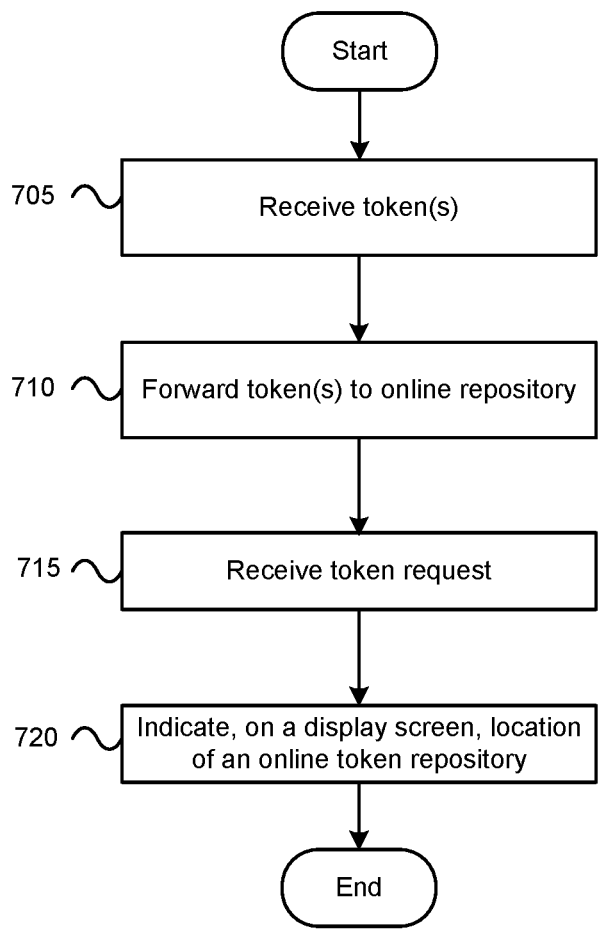 Start
705
Receive token(s)
710
Forward token(s) to online repository
715
Receive token request
720
Indicate, on a display screen, location
of an online token repository
End